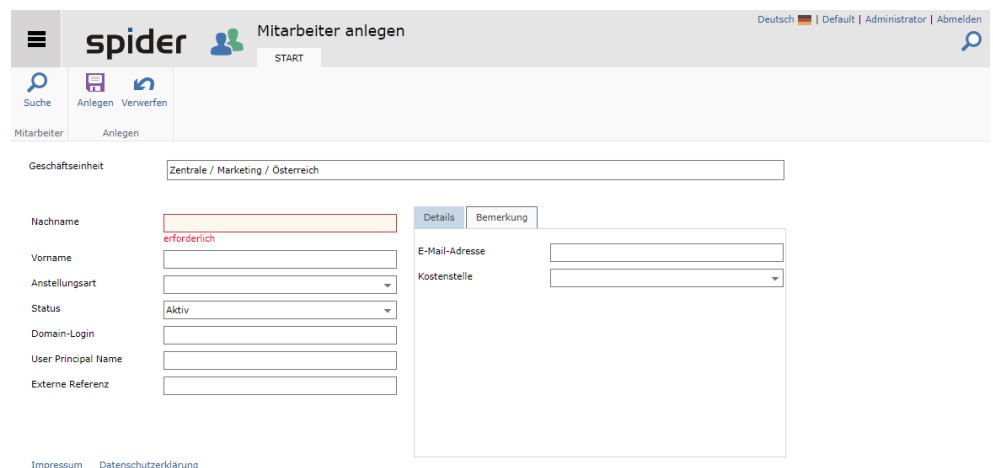 Deutsch | Default | Administrator | Abmelden
spider
Mitarbeiter anlegen
START
Suche
Anlegen Verwerfen
Mitarbeiter
Anlegen
Geschäftseinheit
Zentrale / Marketing / Österreich
Nachname
erforderlich
Vorname
Anstellungsart
Status
Aktiv
Domain-Login
User Principal Name
Externe Referenz
Details
Bemerkung
E-Mail-Adresse
Kostenstelle
Impressum Datenschutzerklärung